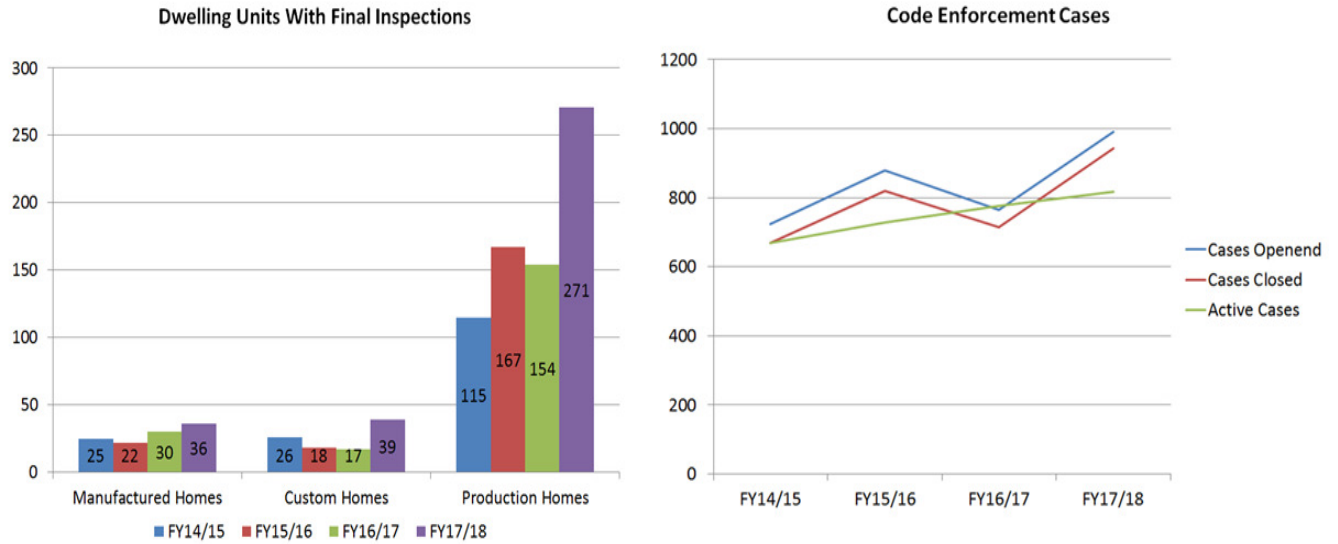 Dwelling Units With Final Inspections
300
250
200
150
100
50
0
25 22 30 36
26 18 17 39
115 167 154 271
Manufactured Homes Custom Homes Production Homes
FY14/15 FY15/16 FY16/17 FY17/18
Code Enforcement Cases
1200
1000
800
600
400
200
0
FY14/15 FY15/16 FY16/17 FY17/18
Cases Openend
Cases Closed
Active Cases